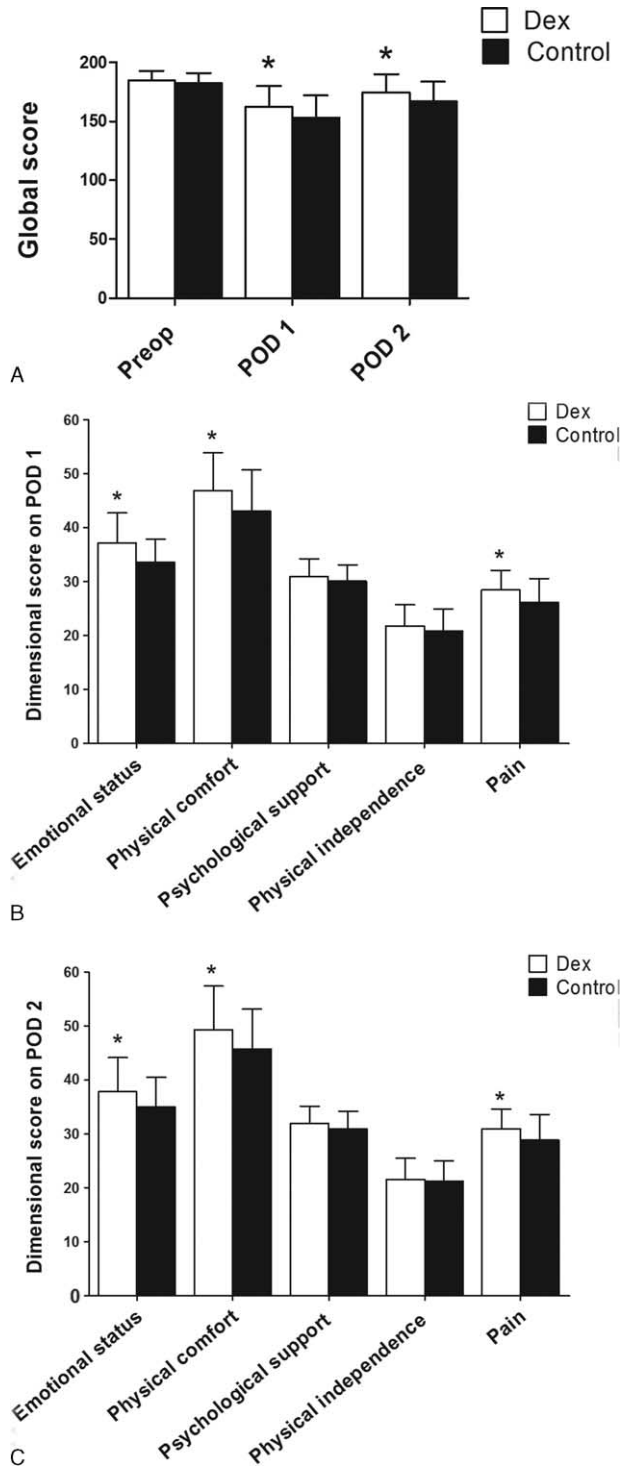 Dex
Control
*
*
200
150
100
50
0
Global score
Preop
POD 1
POD 2
A
Dex
Control
60
50
40
30
20
10
0
Dimensional score on POD 1
*
*
*
Emotional status
Physical comfort
Psychological support
Physical independence
Pain
B
Dex
Control
60
50
40
30
20
10
0
Dimensional score on POD 2
*
*
*
Emotional status
Physical comfort
Psychological support
Physical independence
Pain
C